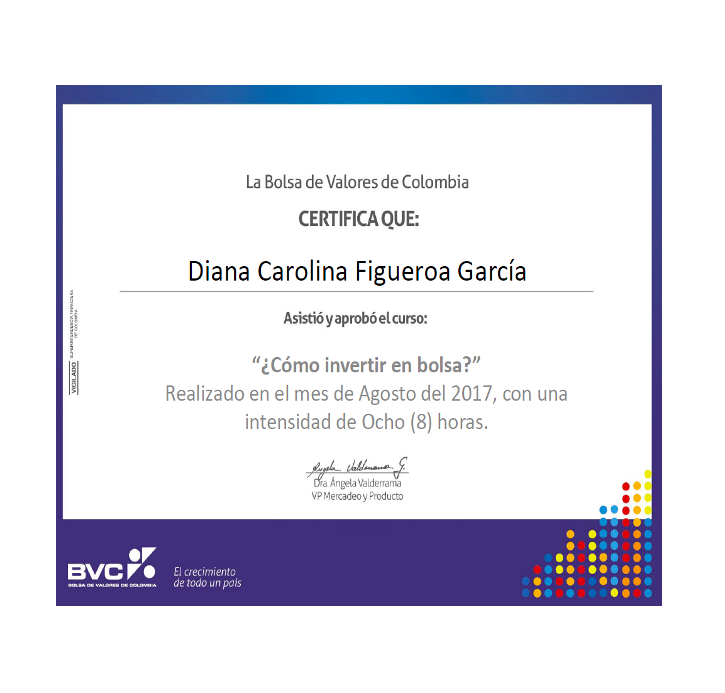 La Bolsa de Valores de Colombia
CERTIFICA QUE:
Diana Carolina Figueroa García
Asistió y aprobó el curso:
“¿Cómo invertir en bolsa?”
Realizado en el mes de Agosto del 2017, con una
intensidad de Ocho (8) horas.
Angela Valderrama G.
Dra. Ángela Valderrama
VP Mercadeo y Producto
VIGILADO
SUPERINTENDENCIA FINANCIERA
DE COLOMBIA
BVC
BOLSA DE VALORES DE COLOMBIA
El crecimiento
de todo un país